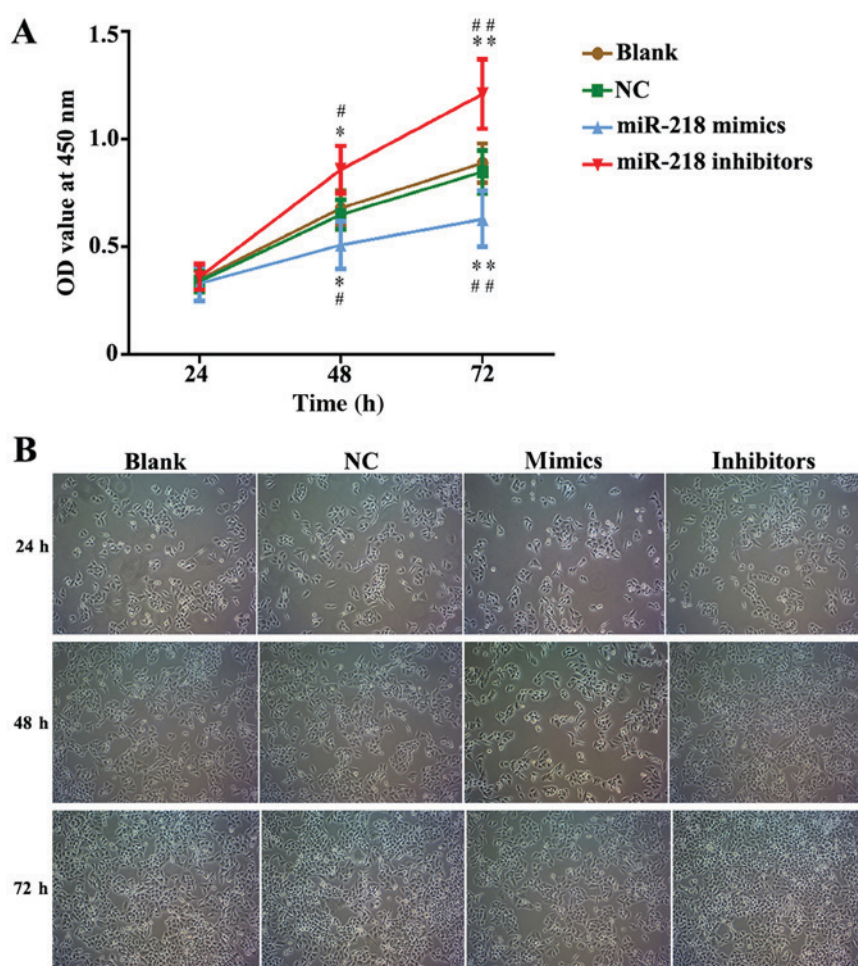 A
1.5
1.0
0.5
0
OD value at 450 nm
24 48 72
Time (h)
#
*
# #
* *
*
#
* *
# #
Blank
NC
miR-218 mimics
miR-218 inhibitors
B
Blank NC Mimics Inhibitors
24 h
48 h
72 h